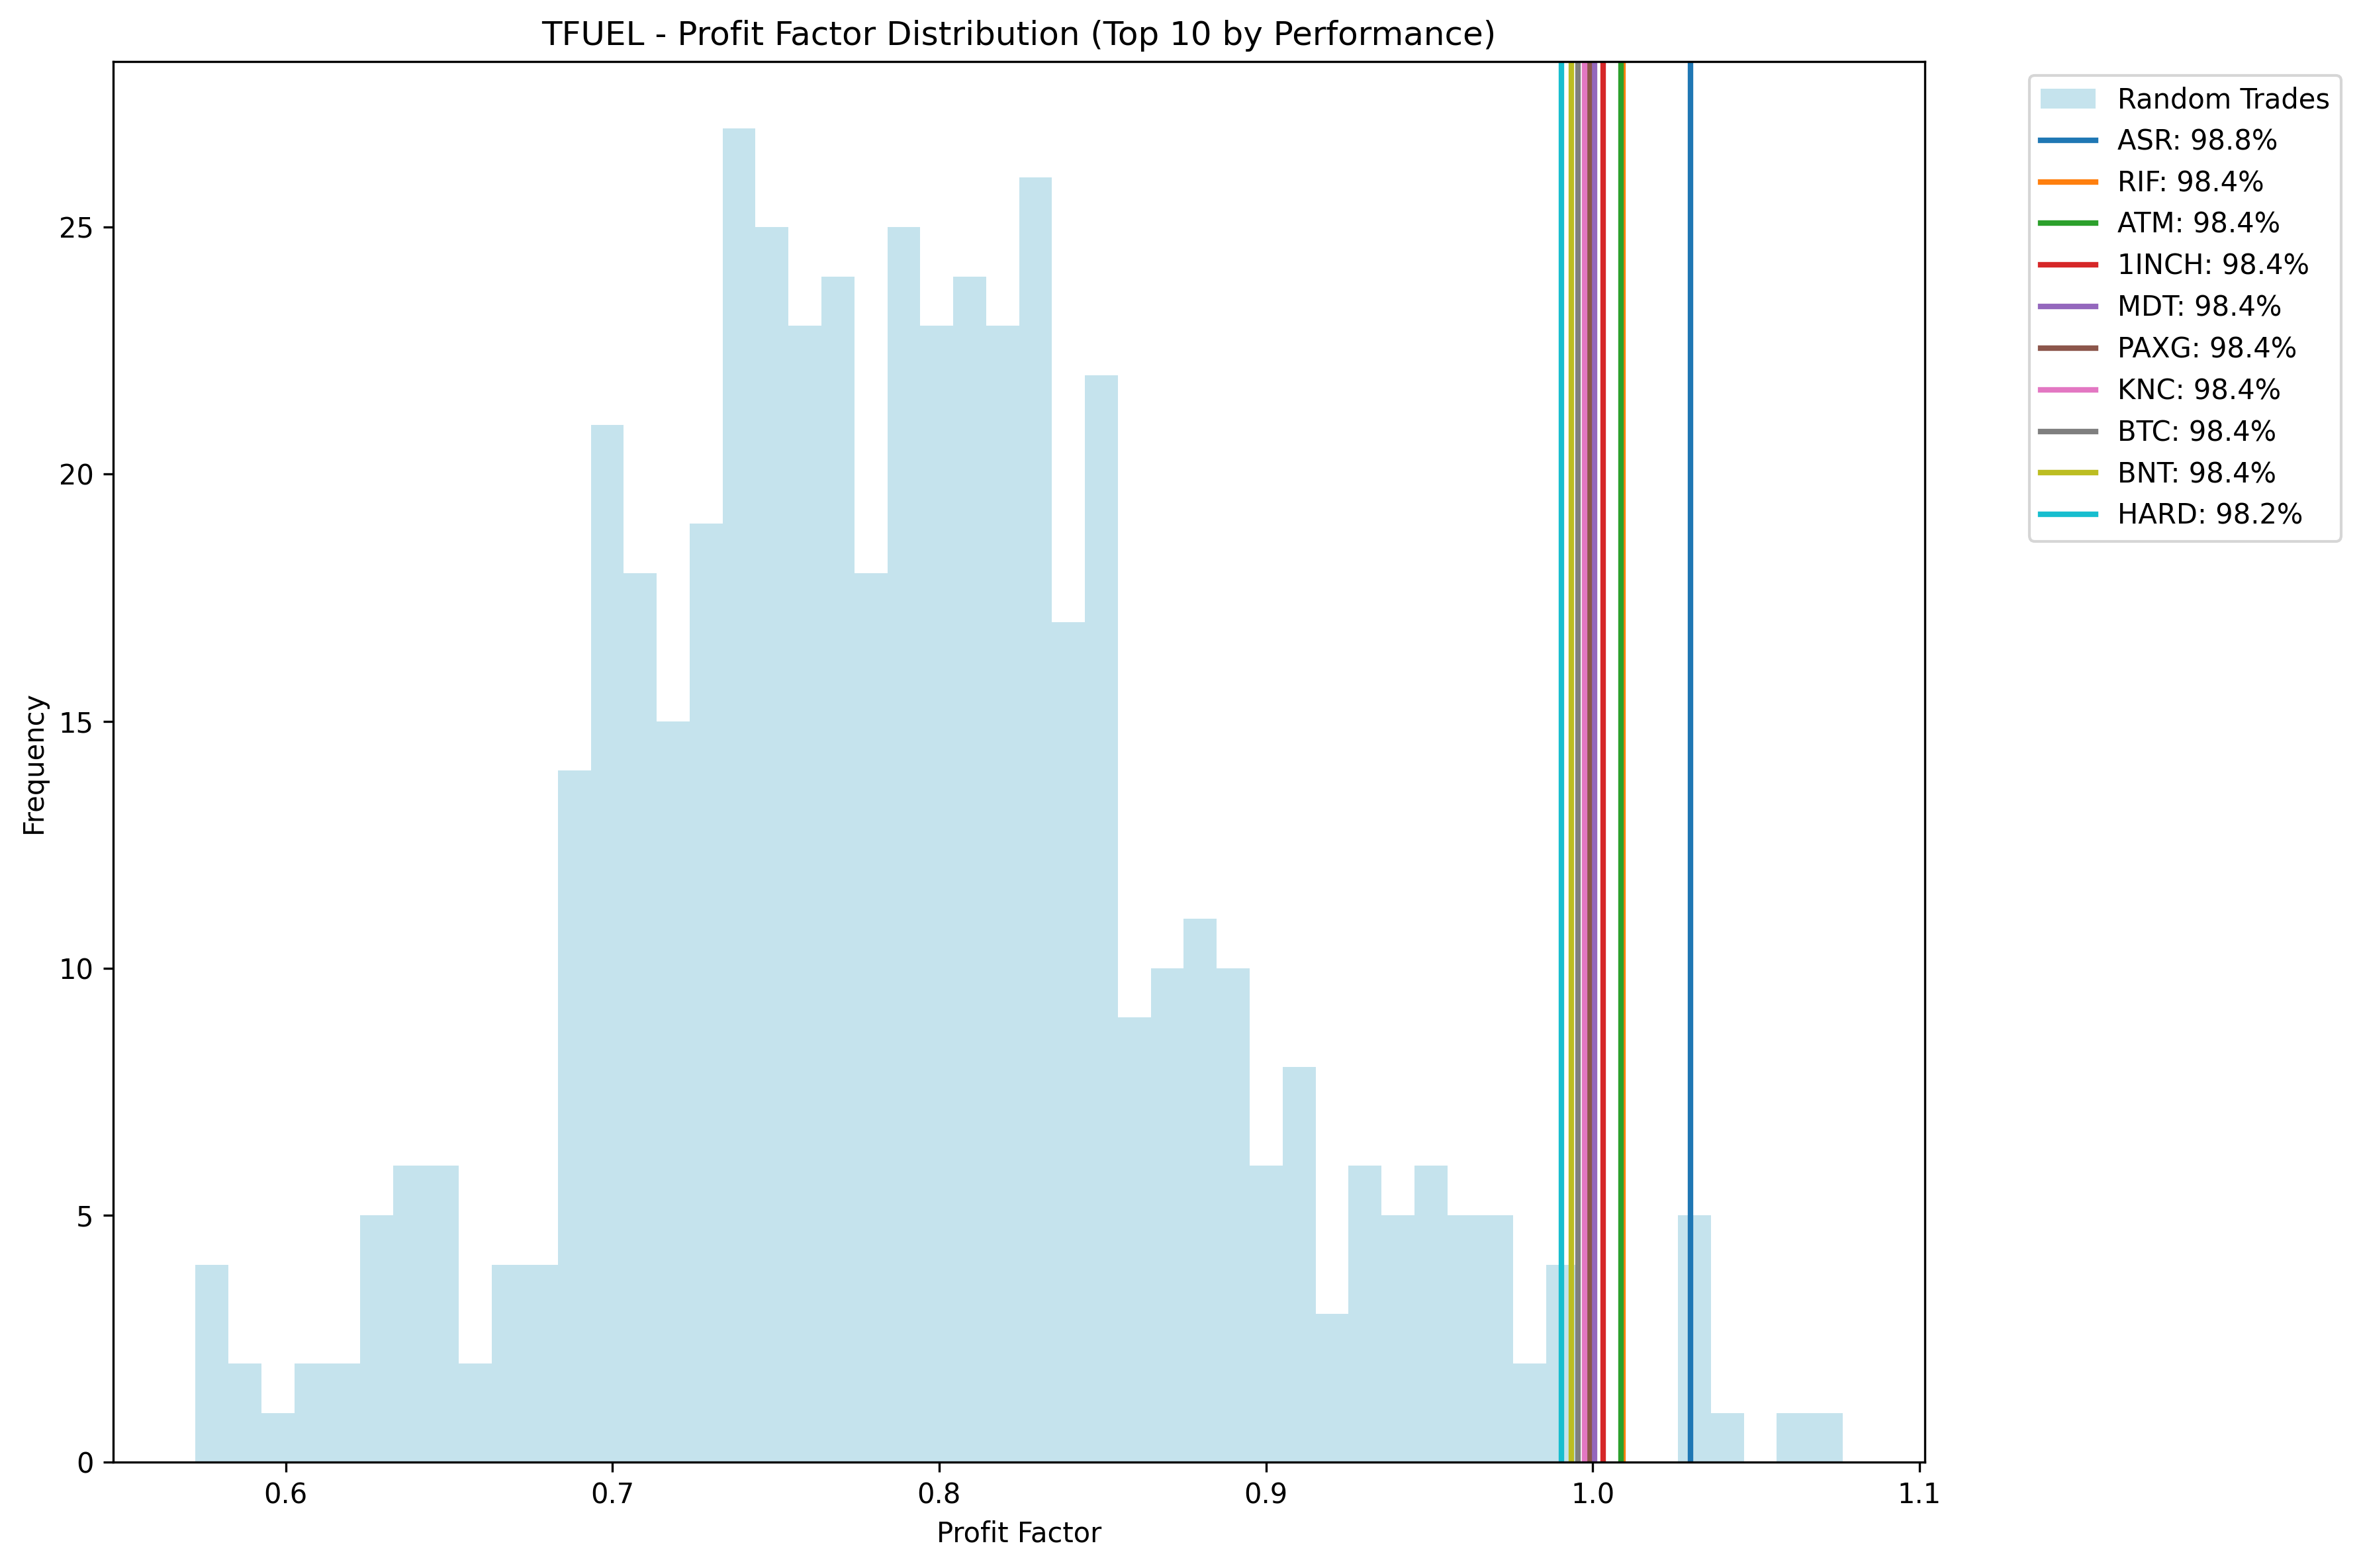 TFUEL - Profit Factor Distribution (Top 10 by Performance)
Random Trades
ASR: 98.8%
RIF: 98.4%
ATM: 98.4%
1INCH: 98.4%
MDT: 98.4%
PAXG: 98.4%
KNC: 98.4%
BTC: 98.4%
BNT: 98.4%
HARD: 98.2%
Frequency
25
20
15
10
5
0
0.6 0.7 0.8 0.9 1.0 1.1
Profit Factor